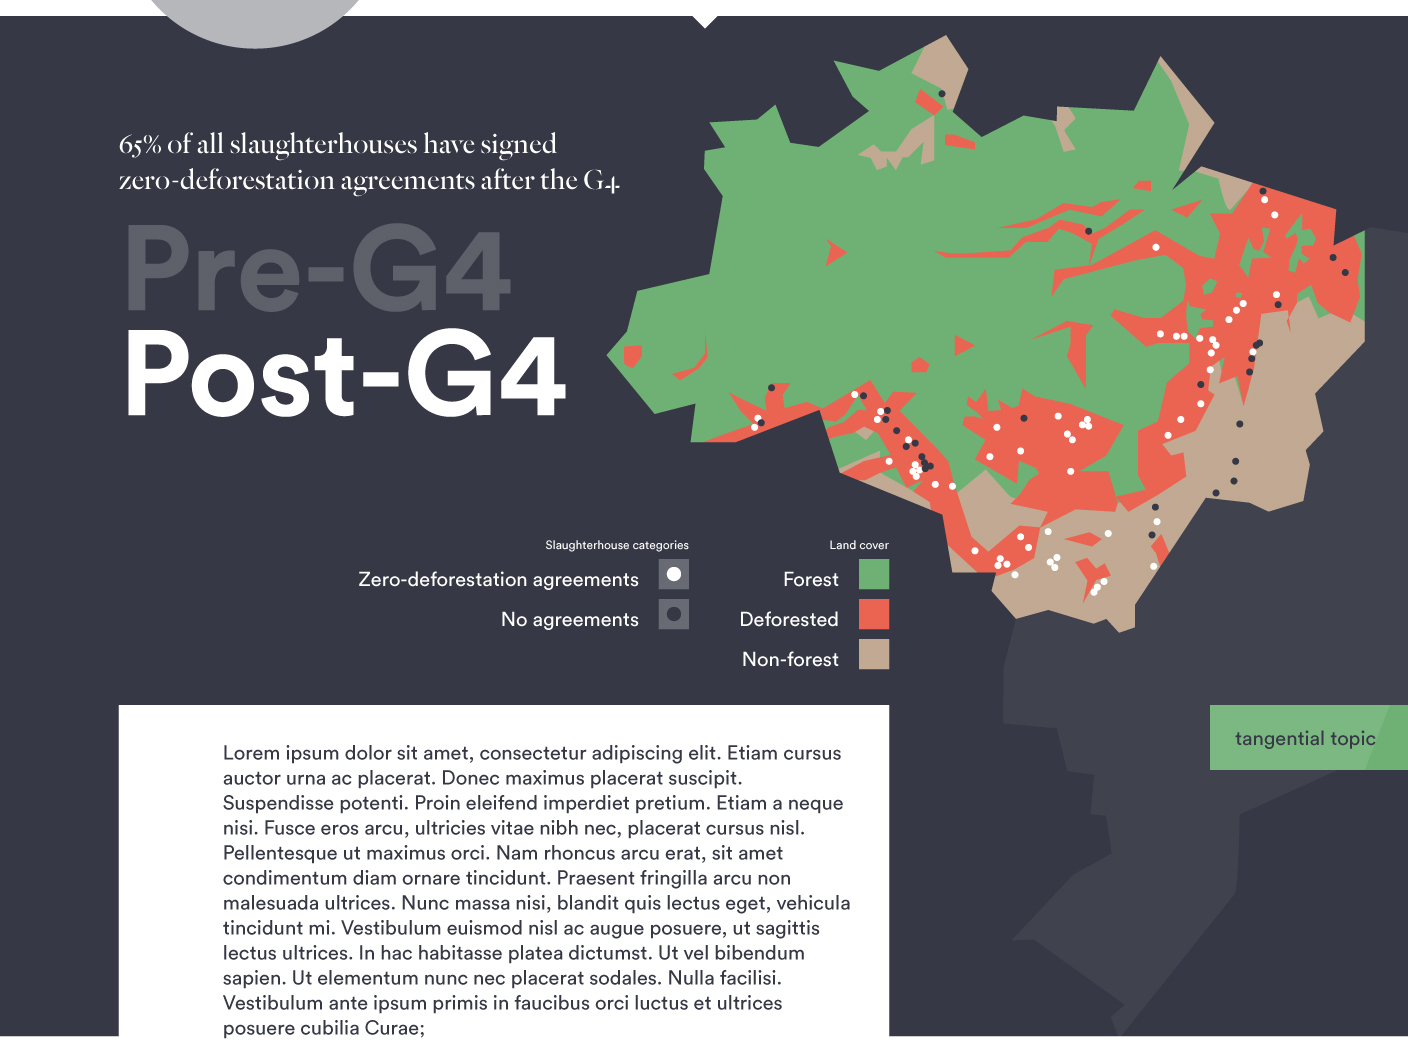 65% of all slaughterhouses have signed
zero-deforestation agreements after the G4
Pre-G4
Post-G4
Slaughterhouse categories
Zero-deforestation agreements
No agreements
Land cover
Forest
Deforested
Non-forest
tangential topic
Lorem ipsum dolor sit amet, consectetur adipiscing elit. Etiam cursus
auctor urna ac placerat. Donec maximus placerat suscipit.
Suspendisse potenti. Proin eleifend imperdiet pretium. Etiam a neque
nisi. Fusce eros arcu, ultricies vitae nibh nec, placerat cursus nisl.
Pellentesque ut maximus orci. Nam rhoncus arcu erat, sit amet
condimentum diam ornare tincidunt. Praesent fringilla arcu non
malesuada ultrices. Nunc massa nisi, blandit quis lectus eget, vehicula
tincidunt mi. Vestibulum euismod nisl ac augue posuere, ut sagittis
lectus ultrices. In hac habitasse platea dictumst. Ut vel bibendum
sapien. Ut elementum nunc nec placerat sodales. Nulla facilisi.
Vestibulum ante ipsum primis in faucibus orci luctus et ultrices
posuere cubilia Curae;